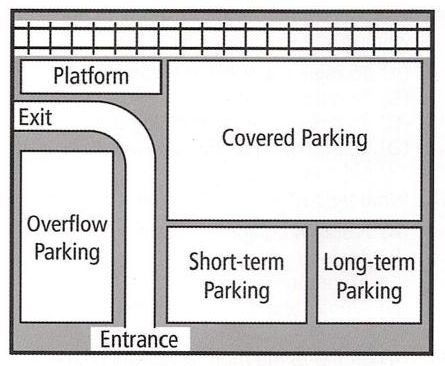 Platform
Exit
Covered Parking
Overflow
Parking
Short-term
Parking
Long-term
Parking
Entrance